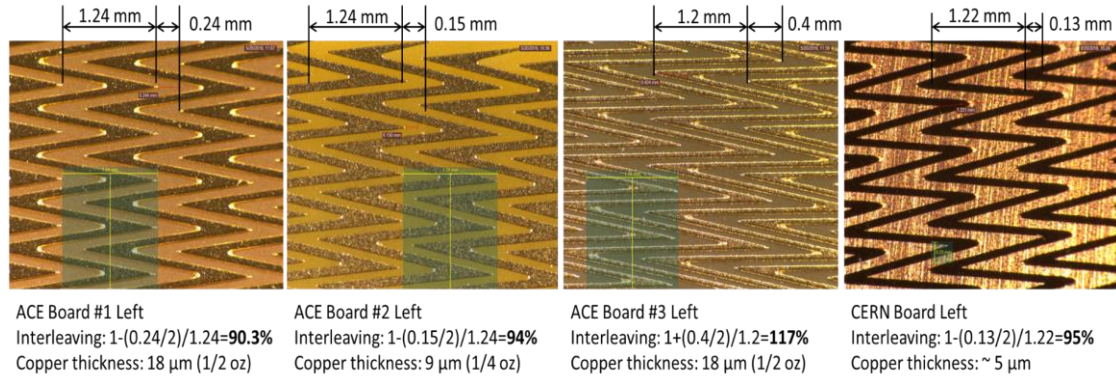 1.24 mm
0.24 mm
1.24 mm
0.15 mm
1.2 mm
0.4 mm
1.22 mm
0.13 mm
ACE Board #1 Left
Interleaving: 1-(0.24/2)/1.24=90.3%
Copper thickness: 18 µm (1/2 oz)
ACE Board #2 Left
Interleaving: 1-(0.15/2)/1.24=94%
Copper thickness: 9 µm (1/4 oz)
ACE Board #3 Left
Interleaving: 1+(0.4/2)/1.2=117%
Copper thickness: 18 µm (1/2 oz)
CERN Board Left
Interleaving: 1-(0.13/2)/1.22=95%
Copper thickness: ~ 5 µm